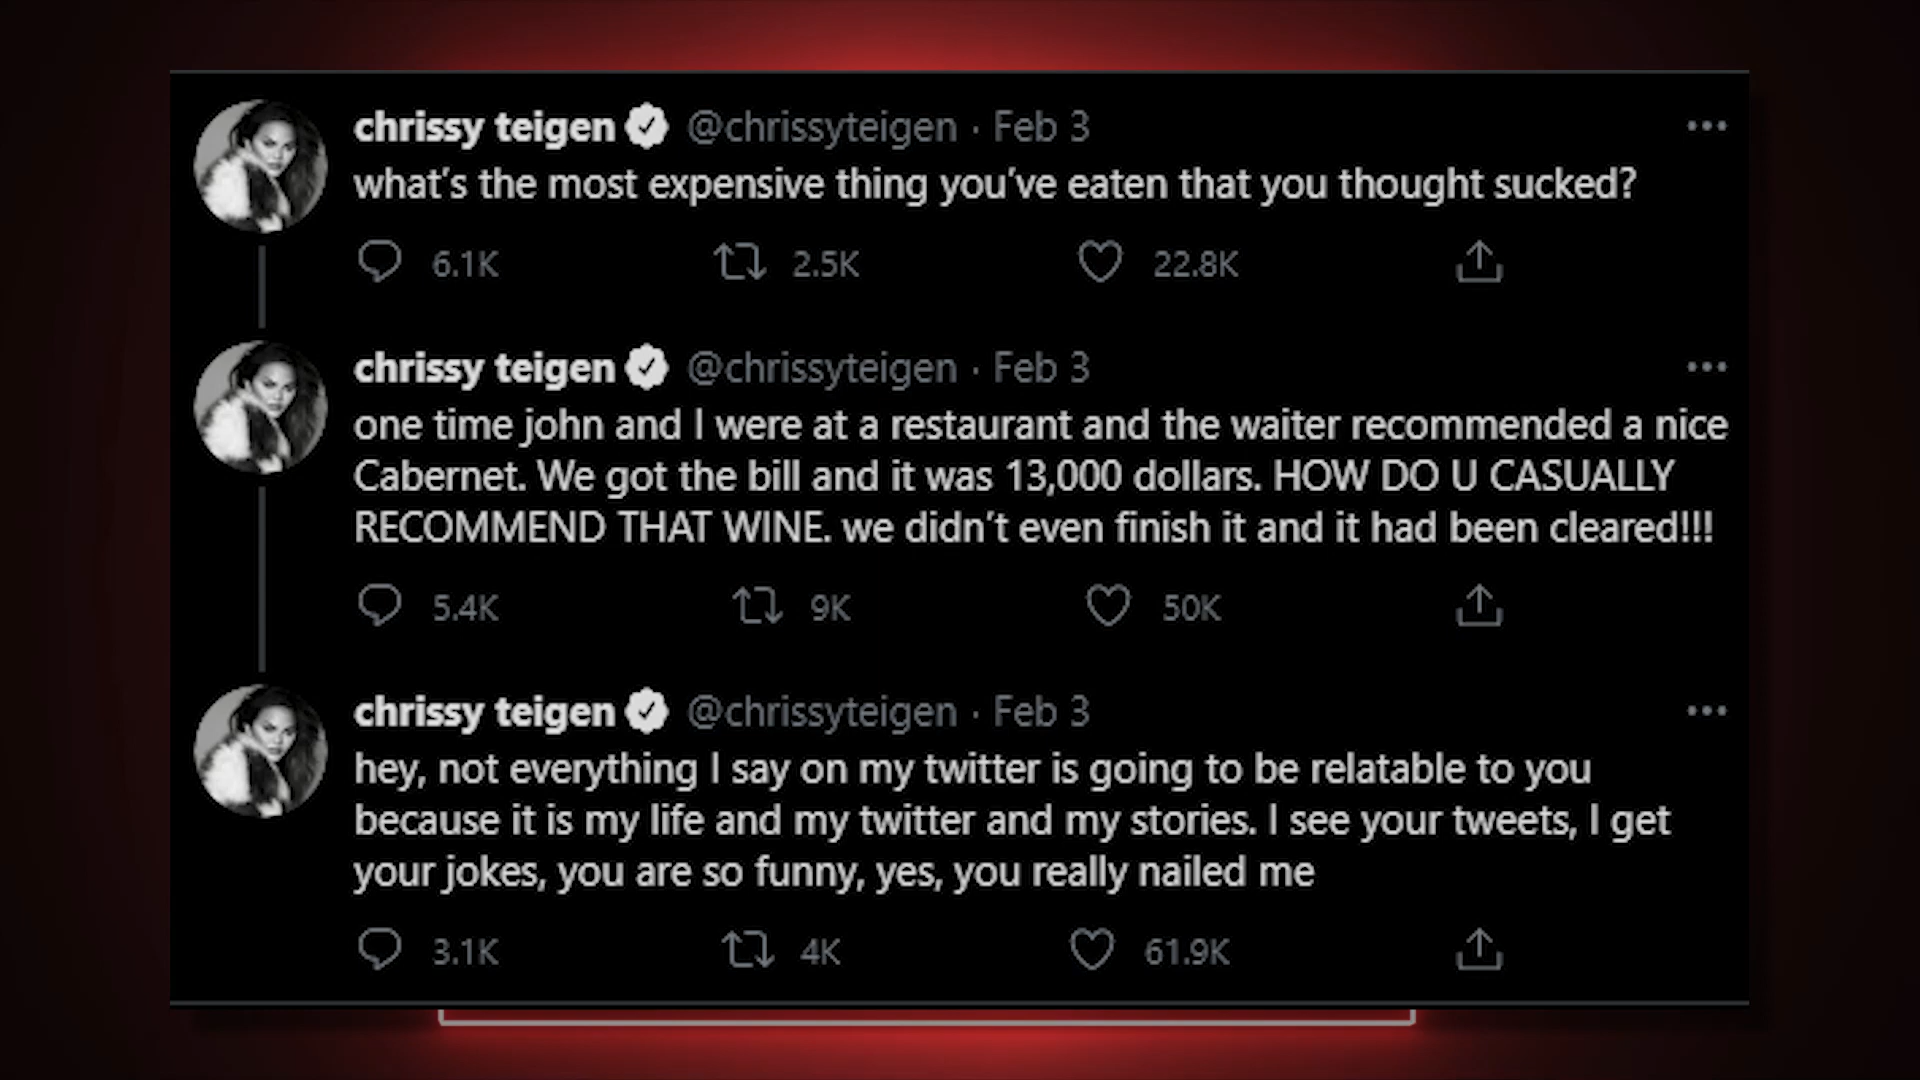 chrissy teigen @chrissyteigen · Feb 3
what's the most expensive thing you've eaten that you thought sucked?
6.1K 2.5K 22.8K
chrissy teigen @chrissyteigen · Feb 3
one time john and I were at a restaurant and the waiter recommended a nice
Cabernet. We got the bill and it was 13,000 dollars. HOW DO U CASUALLY
RECOMMEND THAT WINE. we didn't even finish it and it had been cleared!!!
5.4K 9K 50K
chrissy teigen @chrissyteigen · Feb 3
hey, not everything I say on my twitter is going to be relatable to you
because it is my life and my twitter and my stories. I see your tweets, I get
your jokes, you are so funny, yes, you really nailed me
3.1K 4K 61.9K